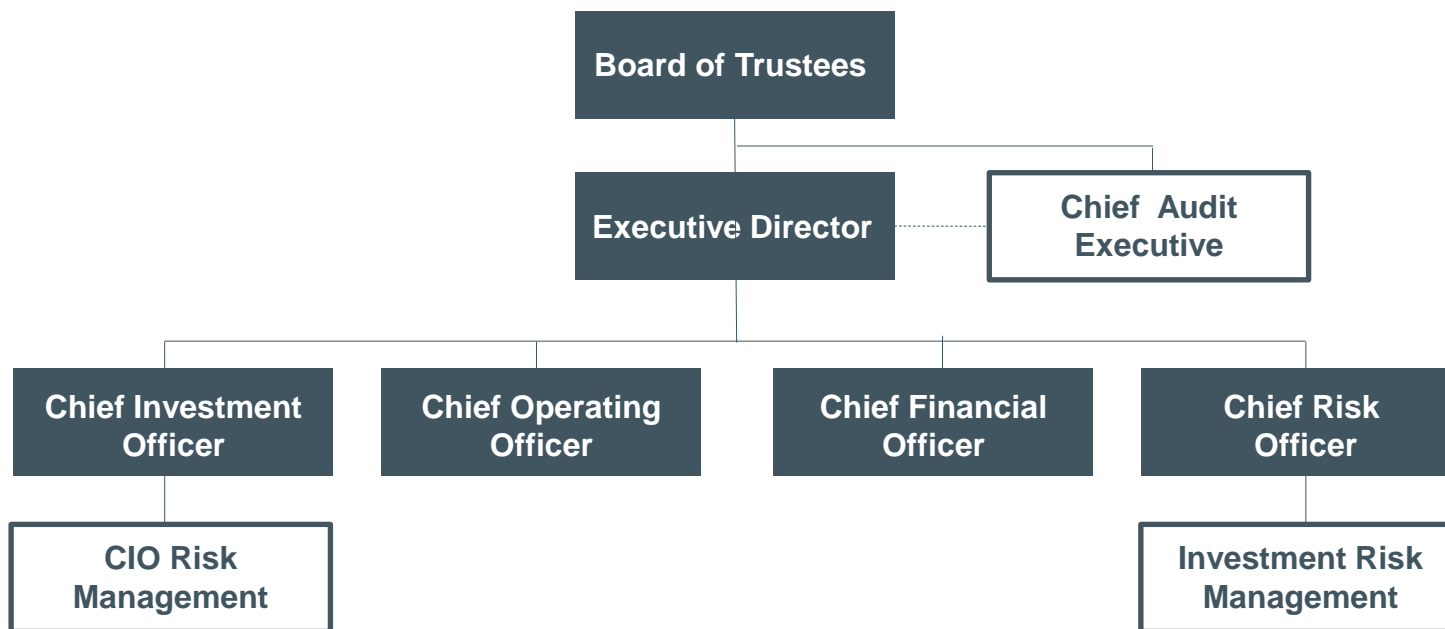 Board of Trustees
Executive Director
Chief Audit
Executive
Chief Investment
Officer
Chief Operating
Officer
Chief Financial
Officer
Chief Risk
Officer
CIO Risk
Management
Investment Risk
Management